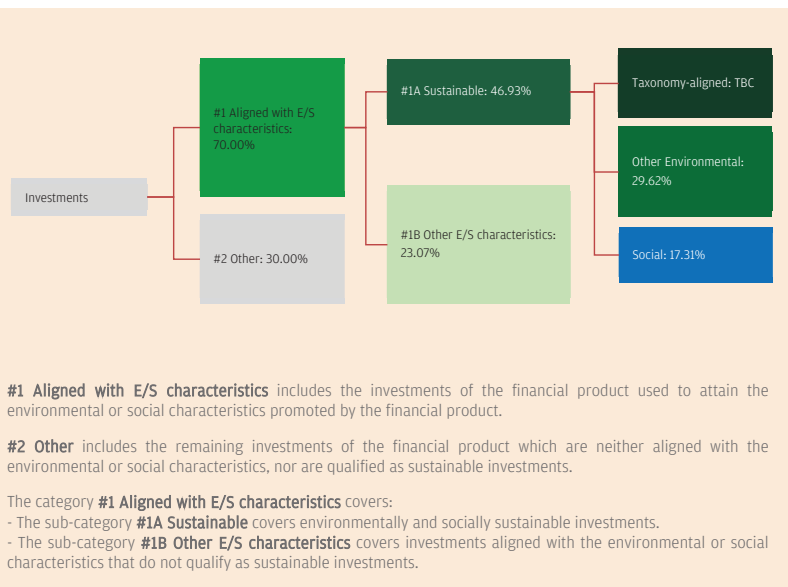 Investments
#1 Aligned with E/S
characteristics:
70.00%
#2 Other: 30.00%
#1A Sustainable: 46.93%
#1B Other E/S characteristics:
23.07%
Taxonomy-aligned: TBC
Other Environmental:
29.62%
Social: 17.31%
#1 Aligned with E/S characteristics includes the investments of the financial product used to attain the
environmental or social characteristics promoted by the financial product.
#2 Other includes the remaining investments of the financial product which are neither aligned with the
environmental or social characteristics, nor are qualified as sustainable investments.
The category #1 Aligned with E/S characteristics covers:
- The sub-category #1A Sustainable covers environmentally and socially sustainable investments.
- The sub-category #1B Other E/S characteristics covers investments aligned with the environmental or social
characteristics that do not qualify as sustainable investments.